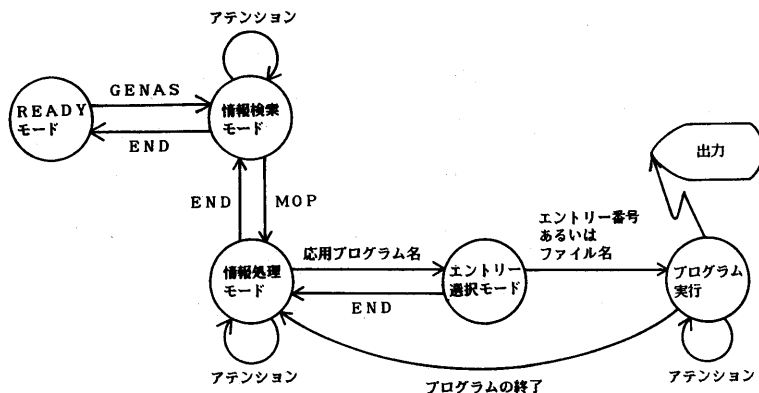 アテンション
GENAS
READY
モード
情報検索
モード
END
出力
END
MOP
エントリー番号
あるいは
ファイル名
応用プログラム名
情報処理
モード
エントリー
選択モード
プログラム
実行
END
アテンション
アテンション
プログラムの終了